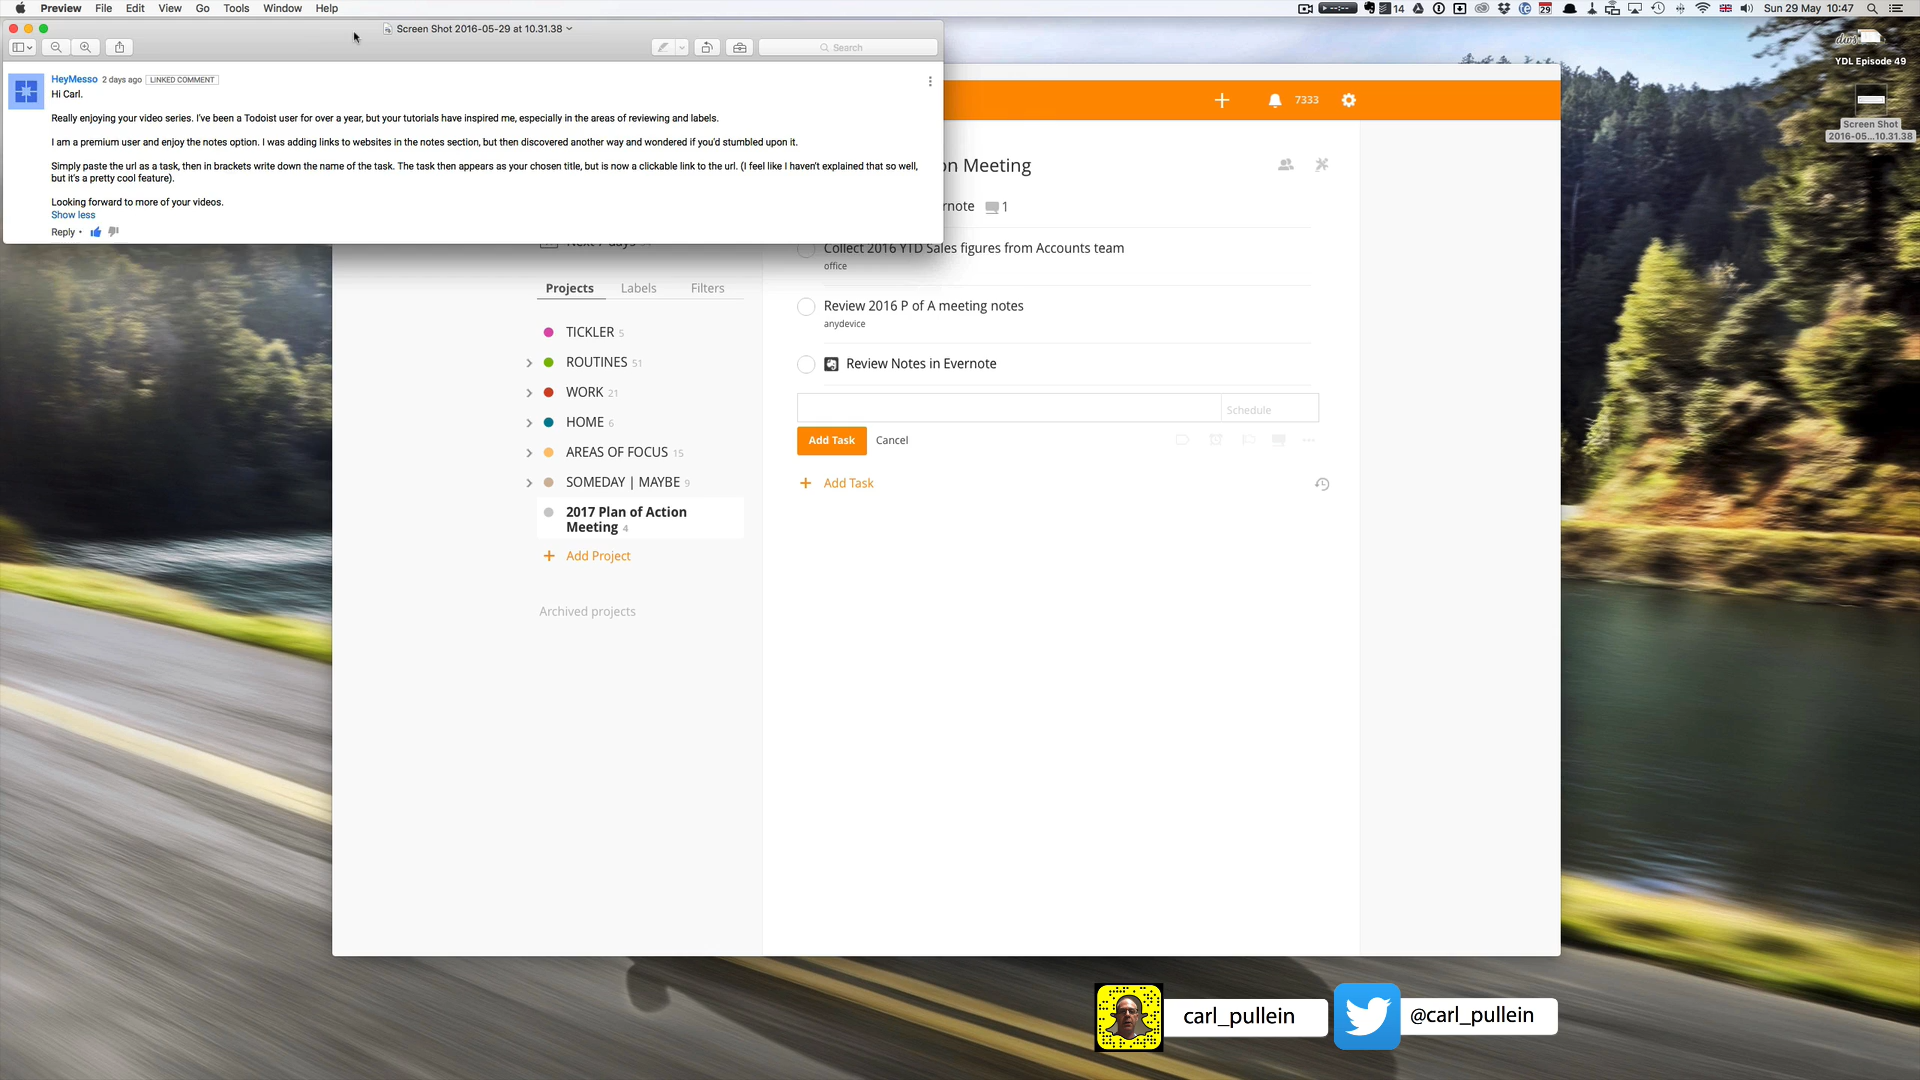 Preview File Edit View Go Tools Window Help
14 29 Sun 29 May 10:47
Screen Shot 2016-05-29 at 10.31.38
Search
HeyMesso 2 days ago LINKED COMMENT
Hi Carl.
Really enjoying your video series. I've been a Todoist user for over a year, but your tutorials have inspired me, especially in the areas of reviewing and labels.
I am a premium user and enjoy the notes option. I was adding links to websites in the notes section, but then discovered another way and wondered if you'd stumbled upon it.
Simply paste the url as a task, then in brackets write down the name of the task. The task then appears as your chosen title, but is now a clickable link to the url. (I feel like I haven't explained that so well,
but it's a pretty cool feature).
Looking forward to more of your videos.
Show less
Reply •
YDL Episode 49
Screen Shot
2016-05...10.31.38
7333
on Meeting
rnote 1
Next 7 days
Collect 2016 YTD Sales figures from Accounts team
office
Projects Labels Filters
Review 2016 P of A meeting notes
anydevice
TICKLER 5
ROUTINES 51
Review Notes in Evernote
WORK 21
Schedule
HOME 6
Add Task Cancel
AREAS OF FOCUS 15
SOMEDAY | MAYBE 9
+ Add Task
2017 Plan of Action
Meeting 4
+ Add Project
Archived projects
carl_pullein
@carl_pullein